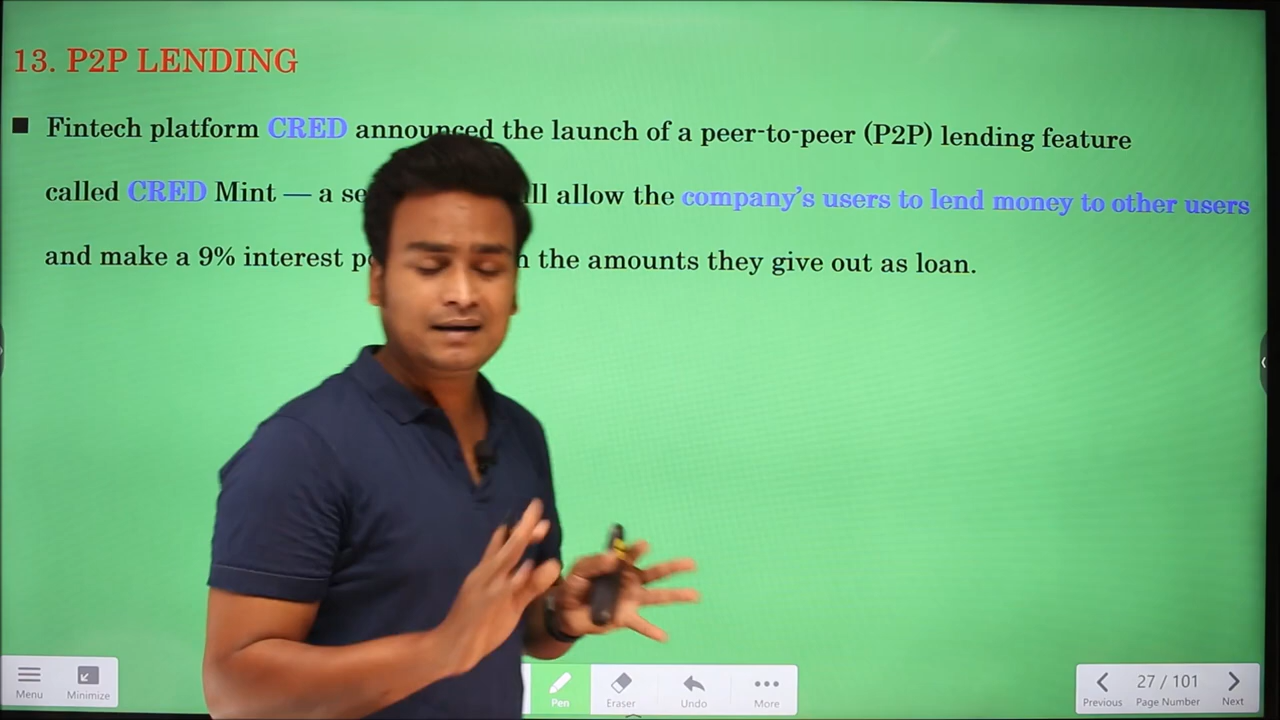 13. P2P LENDING
■ Fintech platform CRED announced the launch of a peer-to-peer (P2P) lending feature
called CRED Mint — a allow the company's users to lend money to other users
and make a 9% interest the amounts they give out as loan.
Menu
Minimize
Pen
Eraser
Undo
More
Previous
27 / 101
Page Number
Next